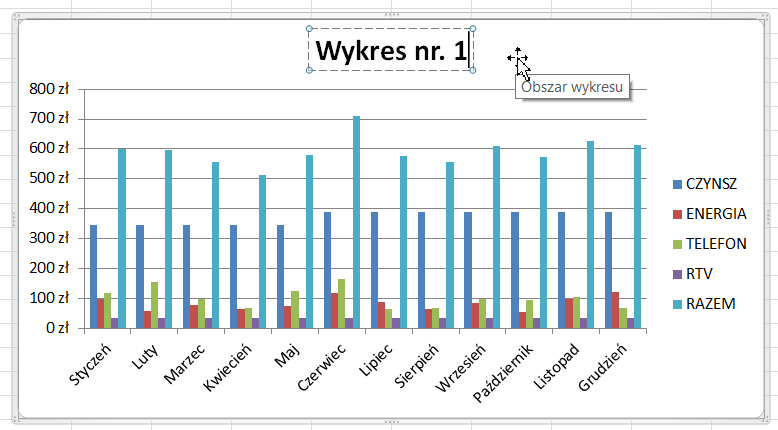 Wykres nr. 1
Obszar wykresu
800 zł
700 zł
600 zł
500 zł
400 zł
300 zł
200 zł
100 zł
0 zł
Styczeń
Luty
Marzec
Kwiecień
Maj
Czerwiec
Lipiec
Sierpień
Wrzesień
Październik
Listopad
Grudzień
CZYNSZ
ENERGIA
TELEFON
RTV
RAZEM